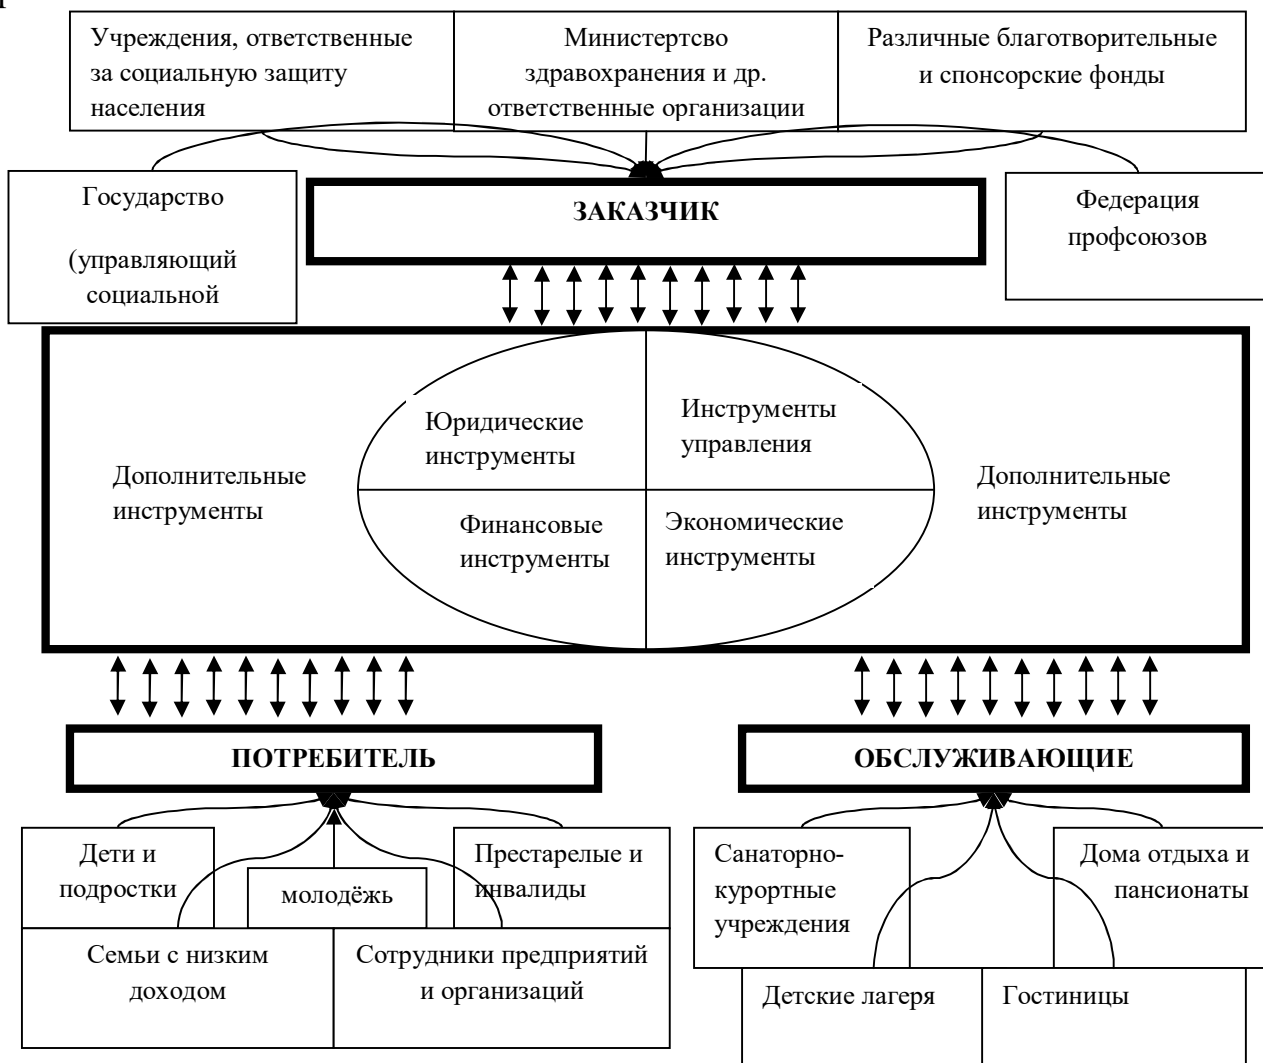 Учреждения, ответственные
за социальную защиту
населения
Министертсво
здравохранения и др.
ответственные организации
Различные благотворительные
и спонсорские фонды
Государство
(управляющий
социальной
ЗАКАЗЧИК
Федерация
профсоюзов
Юридические
инструменты
Инструменты
управления
Дополнительные
инструменты
Финансовые
инструменты
Экономические
инструменты
Дополнительные
инструменты
ПОТРЕБИТЕЛЬ
ОБСЛУЖИВАЮЩИЕ
Дети и
подростки
молодёжь
Престарелые и
инвалиды
Семьи с низким
доходом
Сотрудники предприятий
и организаций
Санаторно-
курортные
учреждения
Дома отдыха и
пансионаты
Детские лагеря
Гостиницы